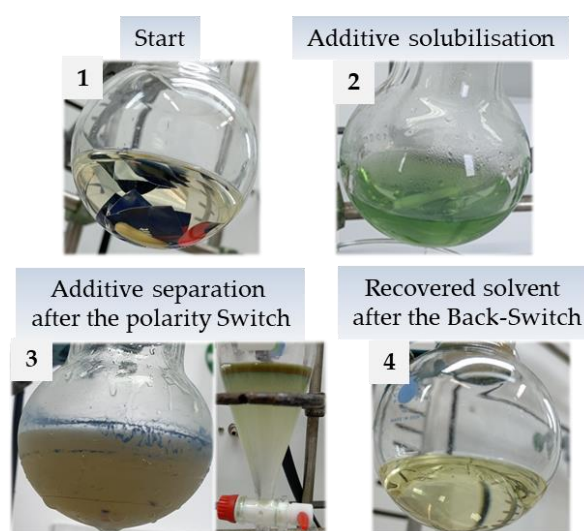 Start
1
Additive solubilisation
2
Additive separation
after the polarity Switch
3
Recovered solvent
after the Back-Switch
4